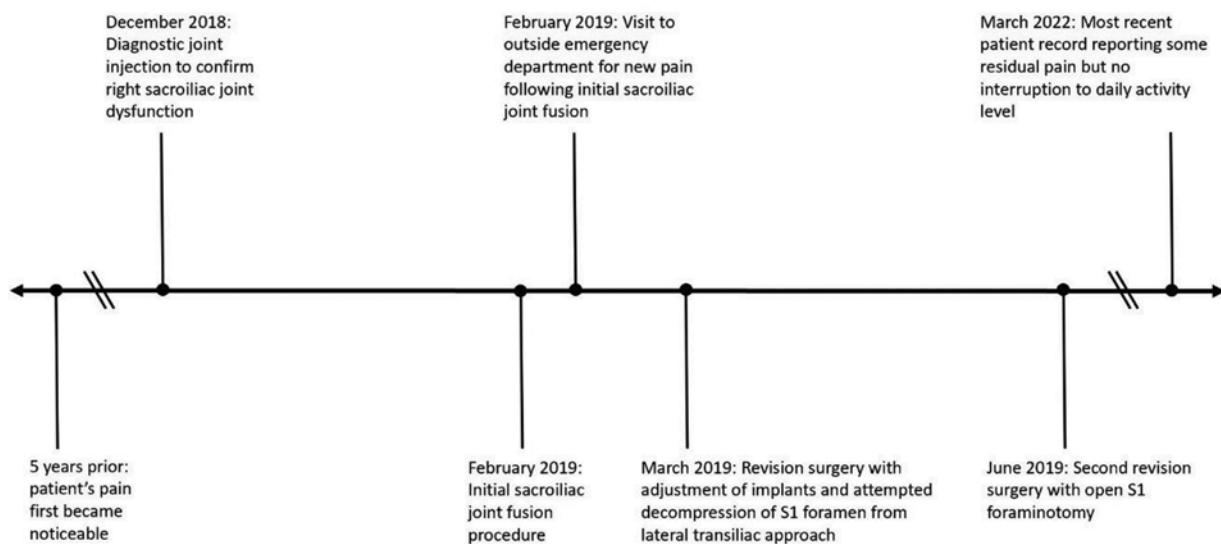 December 2018:
Diagnostic joint
injection to confirm
right sacroiliac joint
dysfunction
February 2019: Visit to
outside emergency
department for new pain
following initial sacroiliac
joint fusion
March 2022: Most recent
patient record reporting some
residual pain but no
interruption to daily activity
level
5 years prior:
patient's pain
first became
noticeable
February 2019:
Initial sacroiliac
joint fusion
procedure
March 2019: Revision surgery with
adjustment of implants and attempted
decompression of S1 foramen from
lateral transiliac approach
June 2019: Second revision
surgery with open S1
foraminotomy